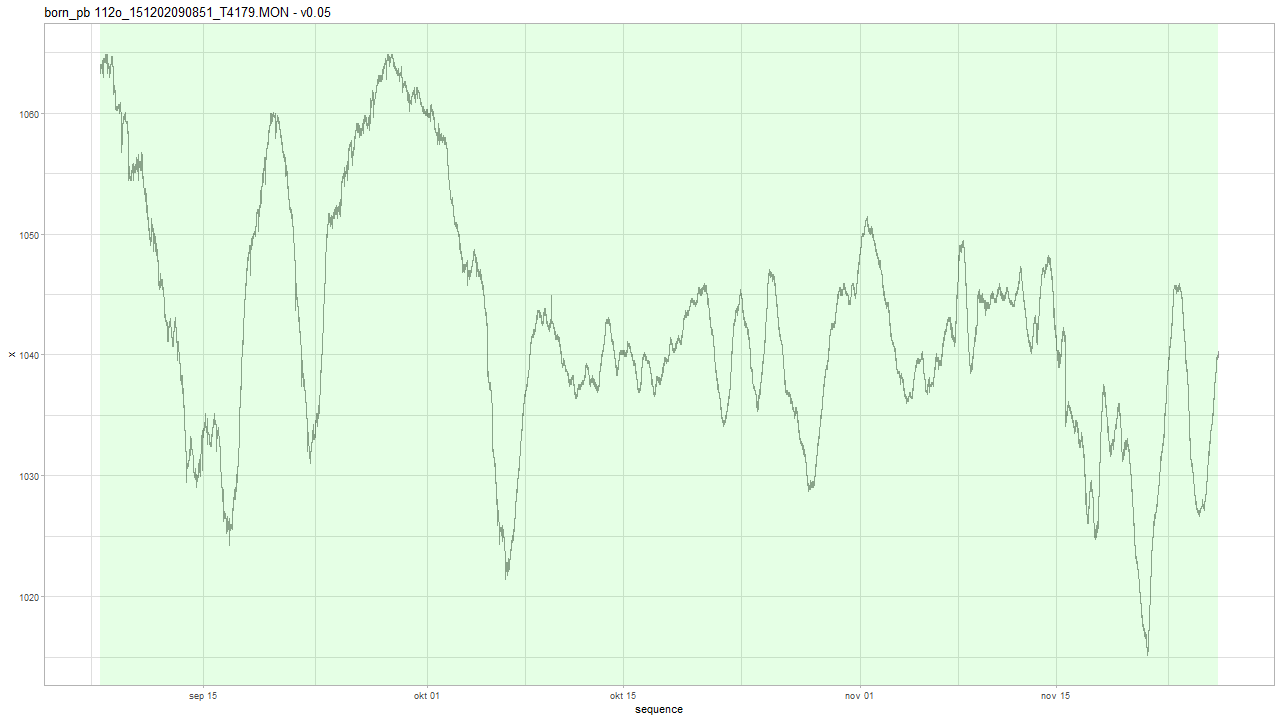 born_pb 112o_151202090851_T4179.MON - v0.05
1060
1050
x
1040
1030
1020
sep 15
okt 01
okt 15
nov 01
nov 15
sequence